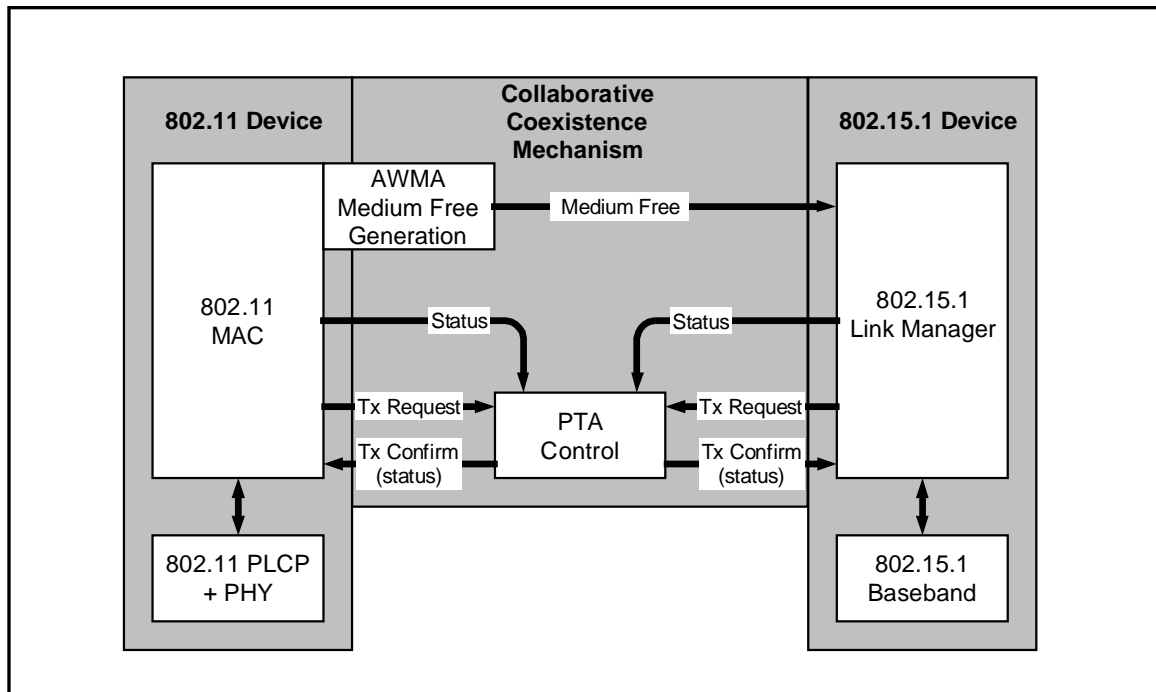 Collaborative
Coexistence
Mechanism
802.11 Device
802.15.1 Device
AWMA
Medium Free
Generation
Medium Free
802.11
MAC
802.15.1
Link Manager
Status
Status
Tx Request
PTA
Control
Tx Request
Tx Confirm
(status)
Tx Confirm
(status)
802.11 PLCP
+ PHY
802.15.1
Baseband